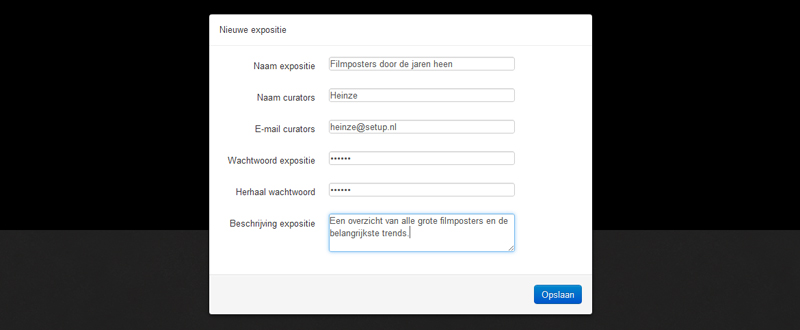 Nieuwe expositie
Naam expositie Filmposters door de jaren heen
Naam curators Heinze
E-mail curators heinze@setup.nl
Wachtwoord expositie ••••••
Herhaal wachtwoord ••••••
Beschrijving expositie Een overzicht van alle grote filmposters en de
belangrijkste trends.
Opslaan